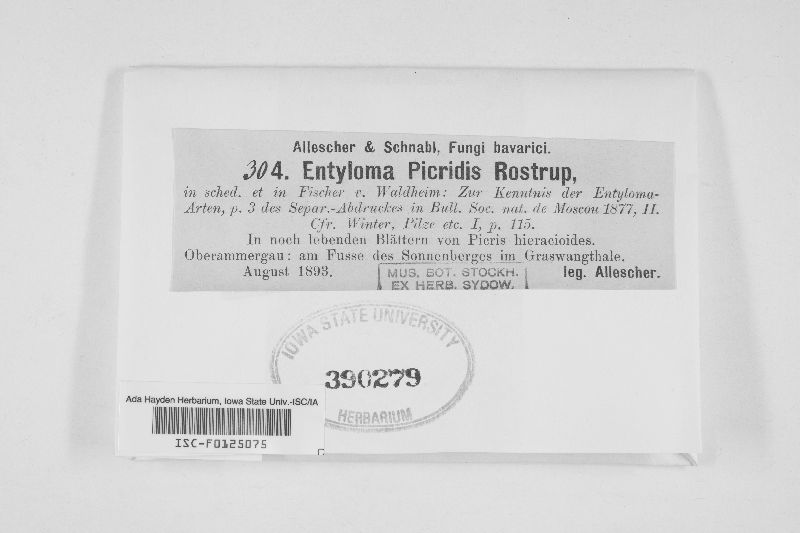 Allescher & Schnabl, Fungi bavarici.
304. Entyloma Picridis Rostrup,
in sched. et in Fischer v. Waldheim: Zur Kenntnis der Entyloma-
Arten, p. 3 des Separ.-Abdruckes in Bull. Soc. nat. de Moscou 1877, II.
Cfr. Winter, Pilze etc. I, p. 115.
In noch lebenden Blättern von Picris hieracioides.
Oberammergau: am Fusse des Sonnenberges im Graswangthale.
August 1893. leg. Allescher.
MUS. BOT. STOCKH.
EX HERB. SYDOW.
IOWA STATE UNIVERSITY
390279
HERBARIUM
Ada Hayden Herbarium, Iowa State Univ.-ISC/IA
ISC-F0125075